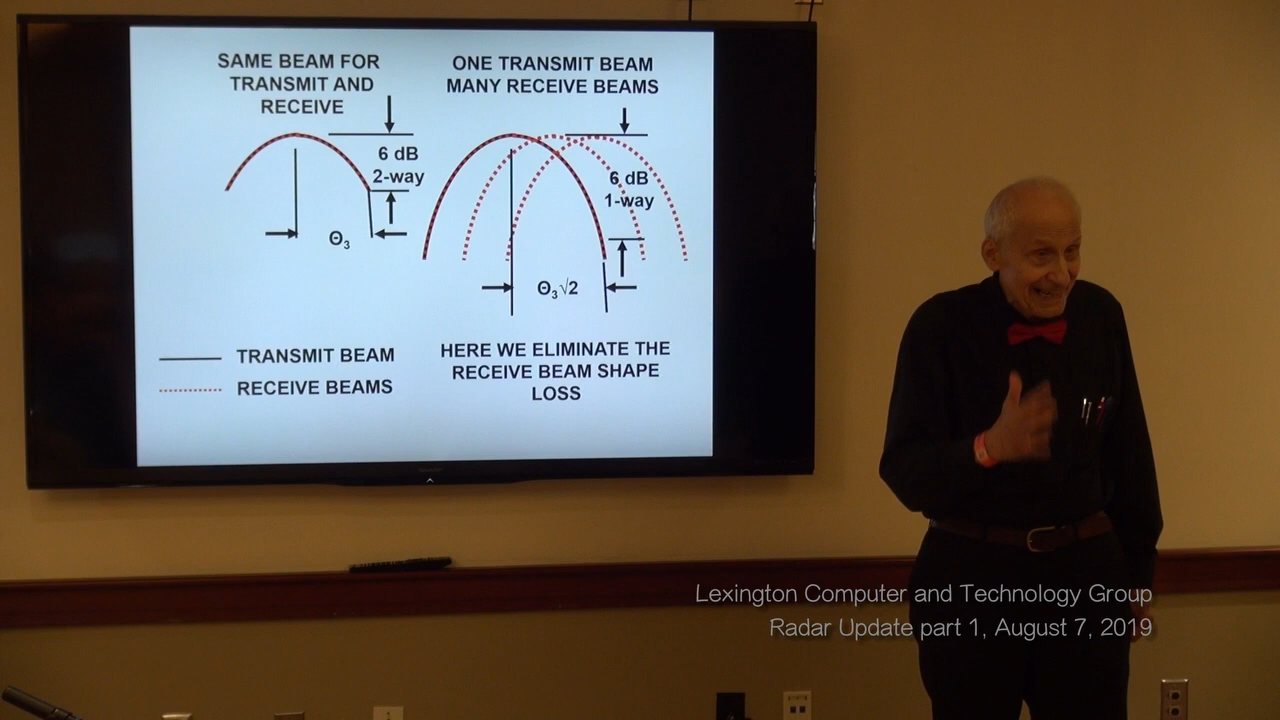 SAME BEAM FOR
TRANSMIT AND
RECEIVE
6 dB
2-way
Θ₃
ONE TRANSMIT BEAM
MANY RECEIVE BEAMS
6 dB
1-way
Θ₃√2
TRANSMIT BEAM
RECEIVE BEAMS
HERE WE ELIMINATE THE
RECEIVE BEAM SHAPE
LOSS
Lexington Computer and Technology Group
Radar Update part 1, August 7, 2019